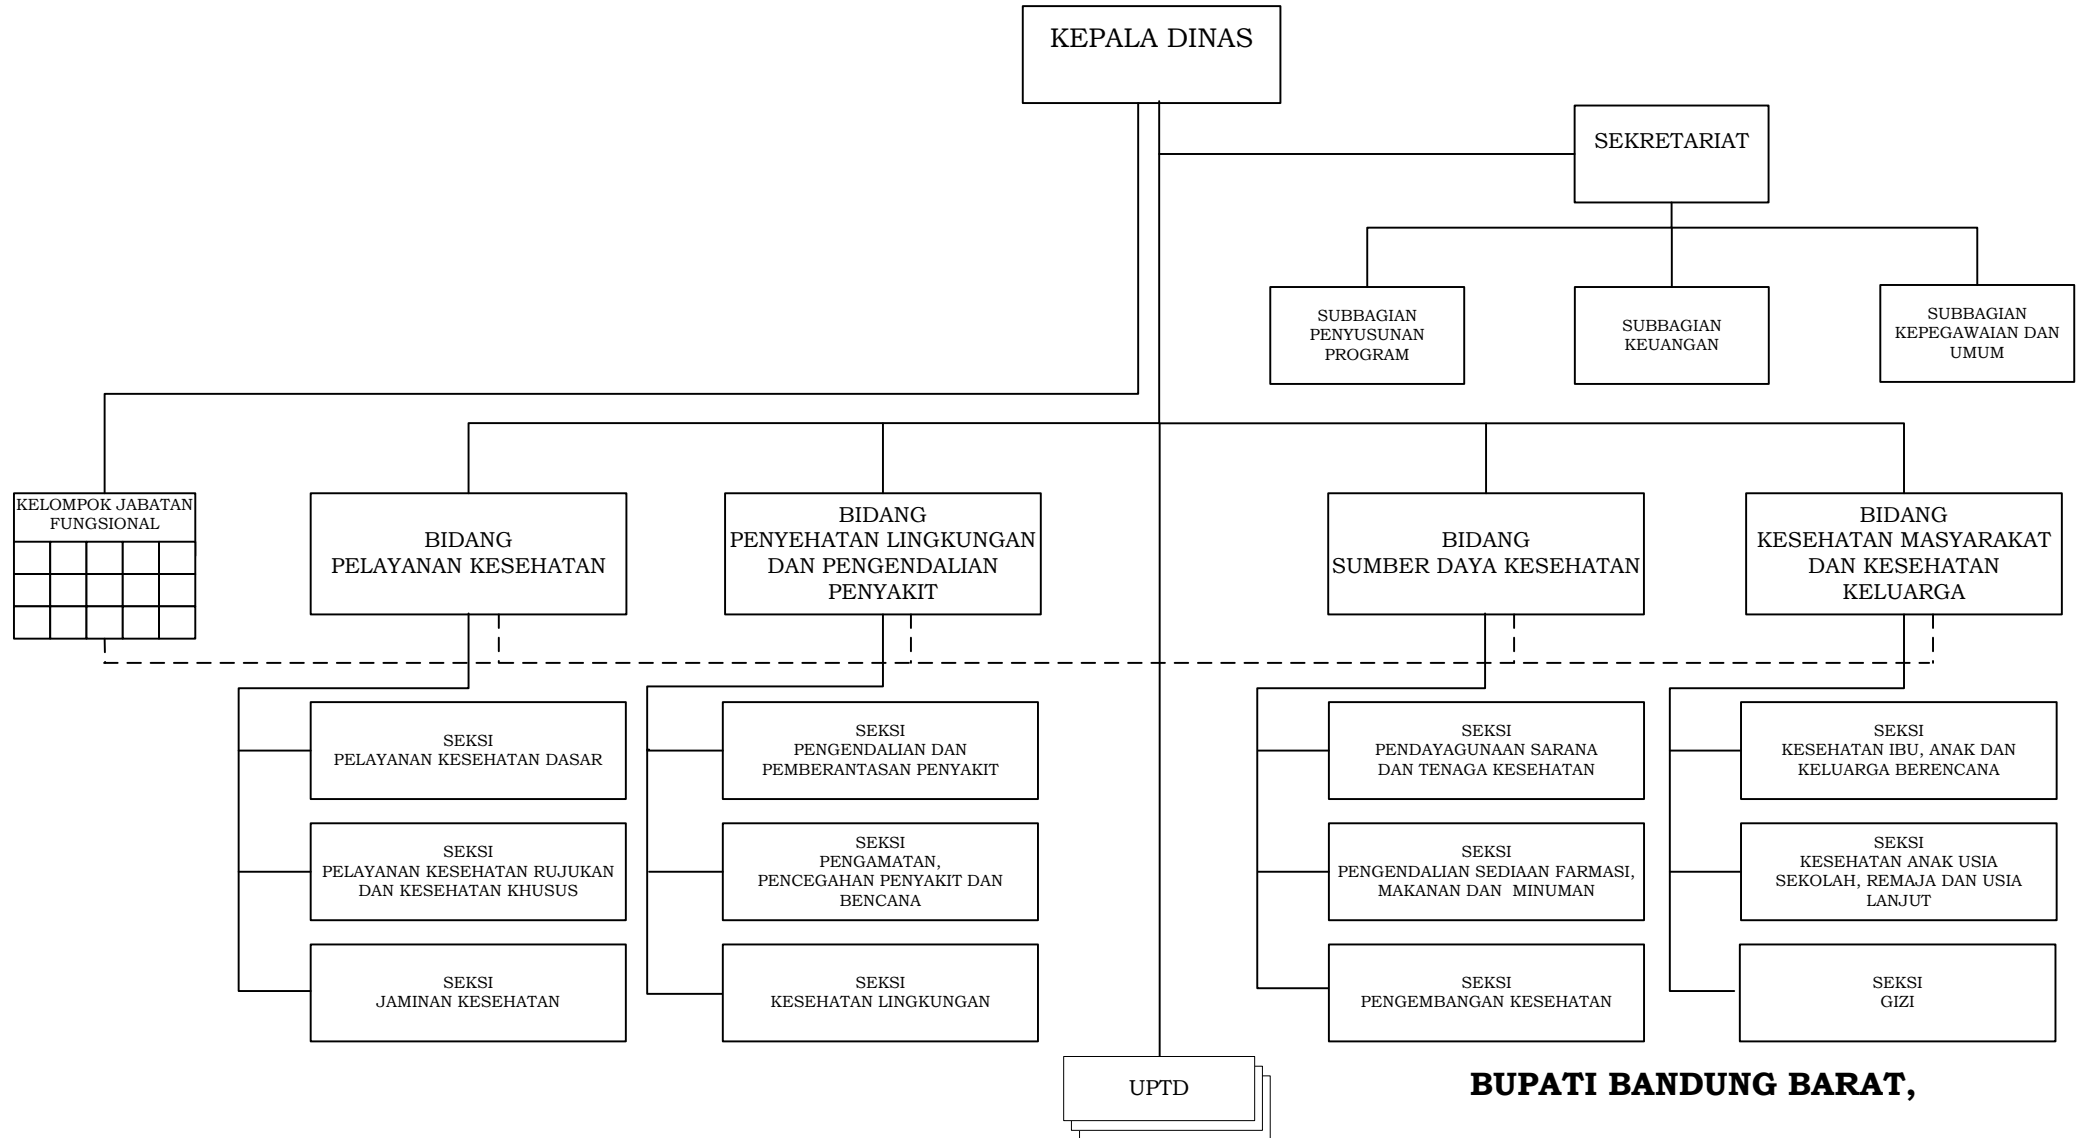 KEPALA DINAS
SEKRETARIAT
SUBBAGIAN
PENYUSUNAN
PROGRAM
SUBBAGIAN
KEUANGAN
SUBBAGIAN
KEPEGAWAIAN DAN
UMUM
KELOMPOK JABATAN
FUNGSIONAL
BIDANG
PELAYANAN KESEHATAN
BIDANG
PENYEHATAN LINGKUNGAN
DAN PENGENDALIAN
PENYAKIT
BIDANG
SUMBER DAYA KESEHATAN
BIDANG
KESEHATAN MASYARAKAT
DAN KESEHATAN
KELUARGA
SEKSI
PELAYANAN KESEHATAN DASAR
SEKSI
PENGENDALIAN DAN
PEMBERANTASAN PENYAKIT
SEKSI
PENDAYAGUNAAN SARANA
DAN TENAGA KESEHATAN
SEKSI
KESEHATAN IBU, ANAK DAN
KELUARGA BERENCANA
SEKSI
PELAYANAN KESEHATAN RUJUKAN
DAN KESEHATAN KHUSUS
SEKSI
PENGAMATAN,
PENCEGAHAN PENYAKIT DAN
BENCANA
SEKSI
PENGENDALIAN SEDIAAN FARMASI,
MAKANAN DAN  MINUMAN
SEKSI
KESEHATAN ANAK USIA
SEKOLAH, REMAJA DAN USIA
LANJUT
SEKSI
JAMINAN KESEHATAN
SEKSI
KESEHATAN LINGKUNGAN
SEKSI
PENGEMBANGAN KESEHATAN
SEKSI
GIZI
UPTD
BUPATI BANDUNG BARAT,